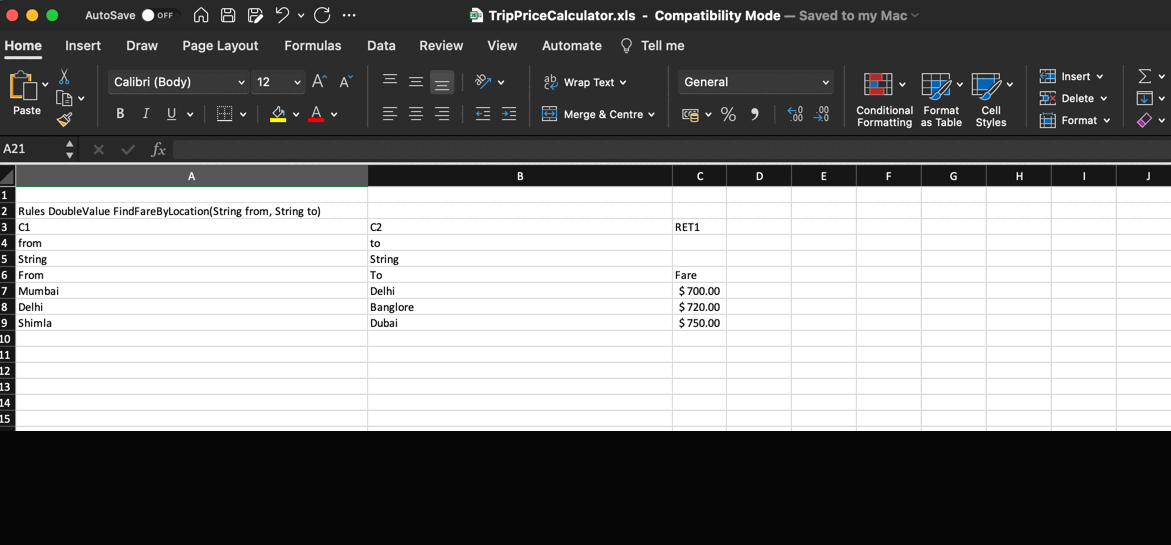 AutoSave OFF TripPriceCalculator.xls - Compatibility Mode — Saved to my Mac
Home Insert Draw Page Layout Formulas Data Review View Automate Tell me
Paste
Calibri (Body) 12 A A
B I U A
ab Wrap Text
Merge & Centre
General
% .00
Conditional Formatting
Format as Table
Cell Styles
Insert
Delete
Format
A21 fx
A B C D E F G H I J
1
2 Rules DoubleValue FindFareByLocation(String from, String to)
3 C1 C2 RET1
4 from to
5 String String
6 From To Fare
7 Mumbai Delhi $ 700.00
8 Delhi Banglore $ 720.00
9 Shimla Dubai $ 750.00
10
11
12
13
14
15